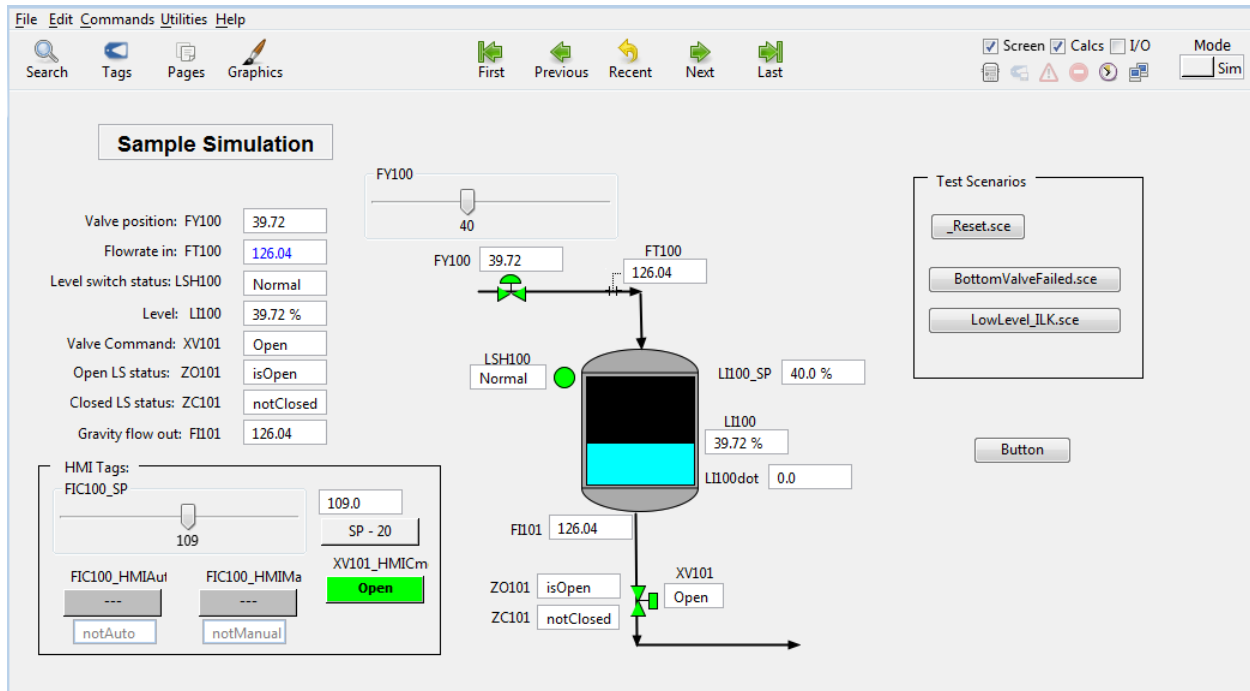 File Edit Commands Utilities Help
Search Tags Pages Graphics
First Previous Recent Next Last
Screen Calcs I/O
Mode
Sim
Sample Simulation
Valve position: FY100 39.72
Flowrate in: FT100 126.04
Level switch status: LSH100 Normal
Level: LI100 39.72 %
Valve Command: XV101 Open
Open LS status: ZO101 isOpen
Closed LS status: ZC101 notClosed
Gravity flow out: FI101 126.04
HMI Tags:
FIC100_SP
109
109.0
SP - 20
FIC100_HMIAut
---
notAuto
FIC100_HMIMa
---
notManual
XV101_HMICm
Open
FY100
40
FY100 39.72
FT100
126.04
LSH100
Normal
LI100_SP 40.0 %
LI100
39.72 %
LI100dot 0.0
FI101 126.04
ZO101 isOpen
ZC101 notClosed
XV101
Open
Test Scenarios
_Reset.sce
BottomValveFailed.sce
LowLevel_ILK.sce
Button